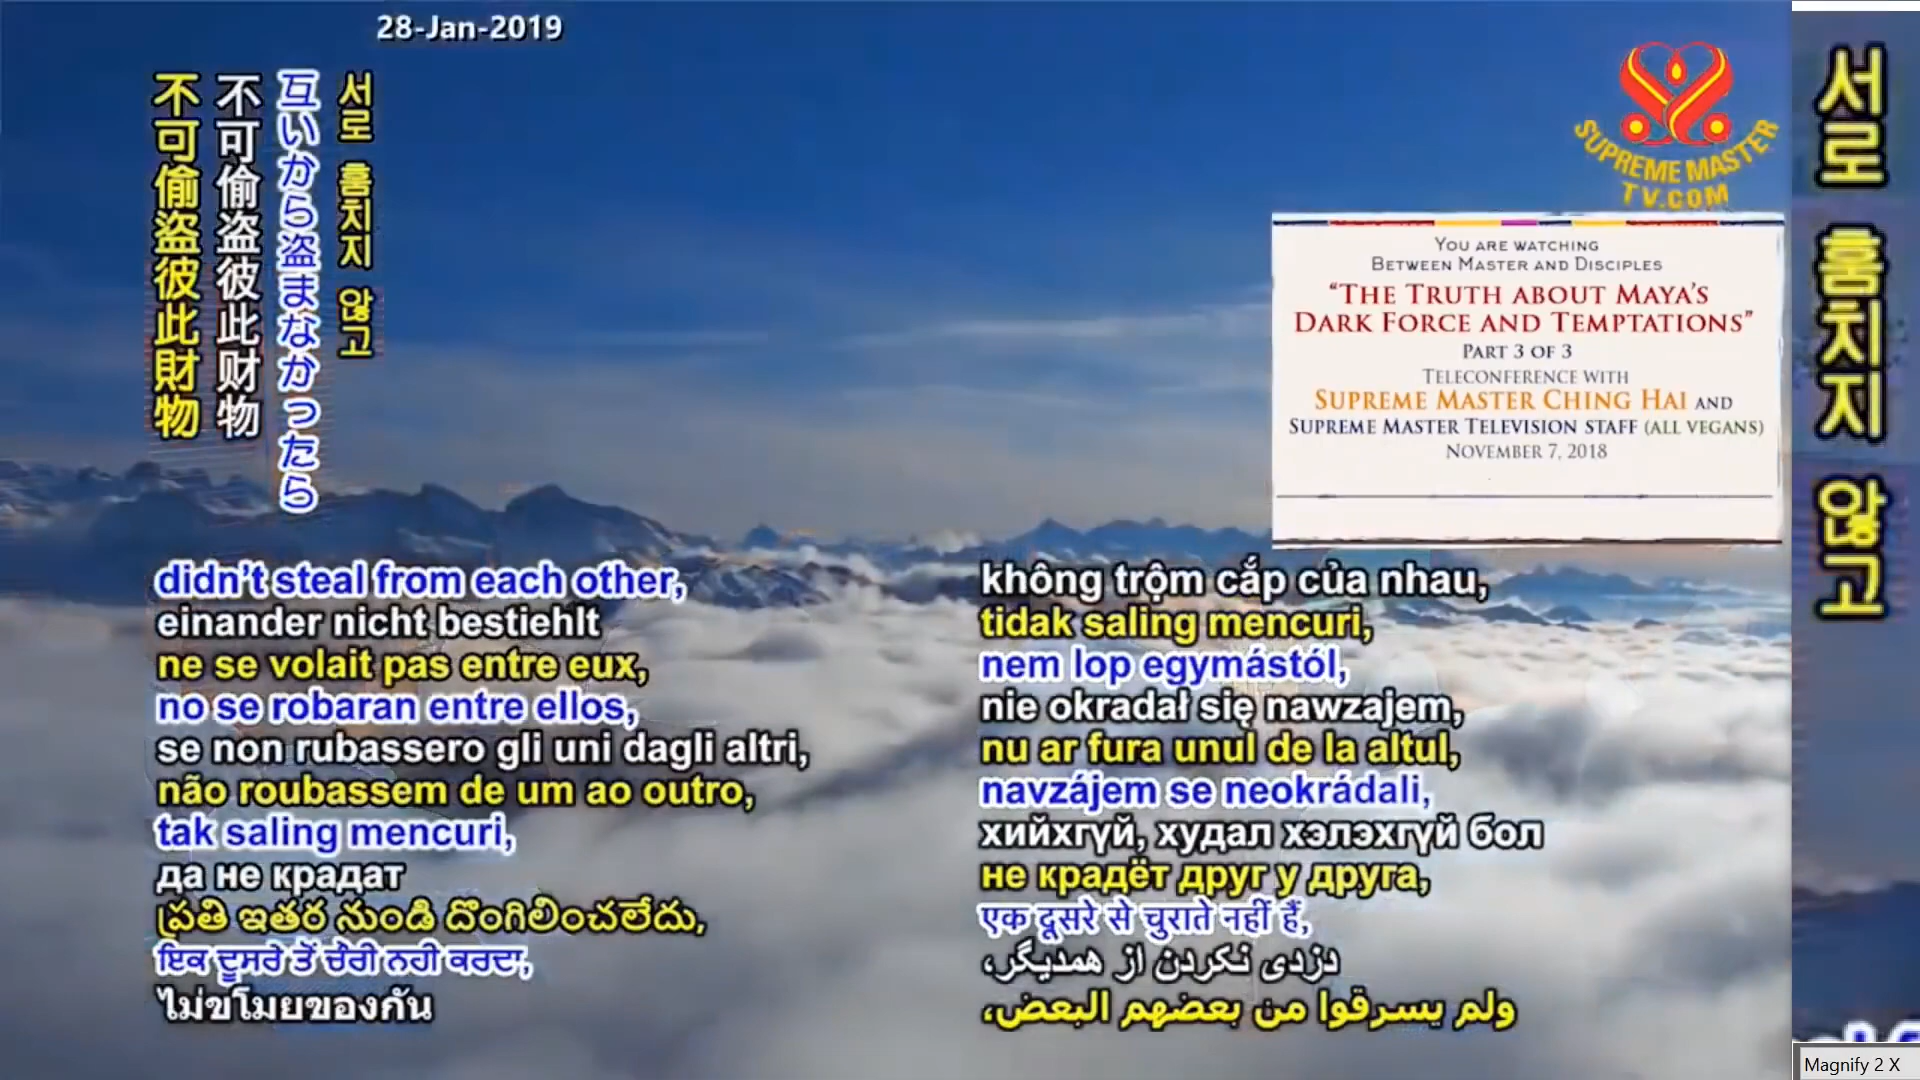 28-Jan-2019
서로 훔치지 않고
互いから盗まなかったら
不可偷盗彼此财物
不可偷盜彼此財物
SUPREME MASTER
TV.COM
YOU ARE WATCHING
BETWEEN MASTER AND DISCIPLES
“THE TRUTH ABOUT MAYA’S
DARK FORCE AND TEMPTATIONS”
PART 3 OF 3
TELECONFERENCE WITH
SUPREME MASTER CHING HAI AND
SUPREME MASTER TELEVISION STAFF (ALL VEGANS)
NOVEMBER 7, 2018
didn’t steal from each other,
einander nicht bestiehlt
ne se volait pas entre eux,
no se robaran entre ellos,
se non rubassero gli uni dagli altri,
não roubassem de um ao outro,
tak saling mencuri,
да не крадат
ప్రతి ఇతర నుండి దొంగిలించలేదు,
ਇਕ ਦੂਸਰੇ ਤੋਂ ਚੋਰੀ ਨਹੀ ਕਰਦਾ,
ไม่ขโมยของกัน
không trộm cắp của nhau,
tidak saling mencuri,
nem lop egymástól,
nie okradał się nawzajem,
nu ar fura unul de la altul,
navzájem se neokrádali,
хийхгүй, худал хэлэхгүй бол
не крадёт друг у друга,
एक दूसरे से चुराते नहीं हैं,
دزدی نکردن از همدیگر،
ولم يسرقوا من بعضهم البعض،
서로 훔치지 않고
Magnify 2 X